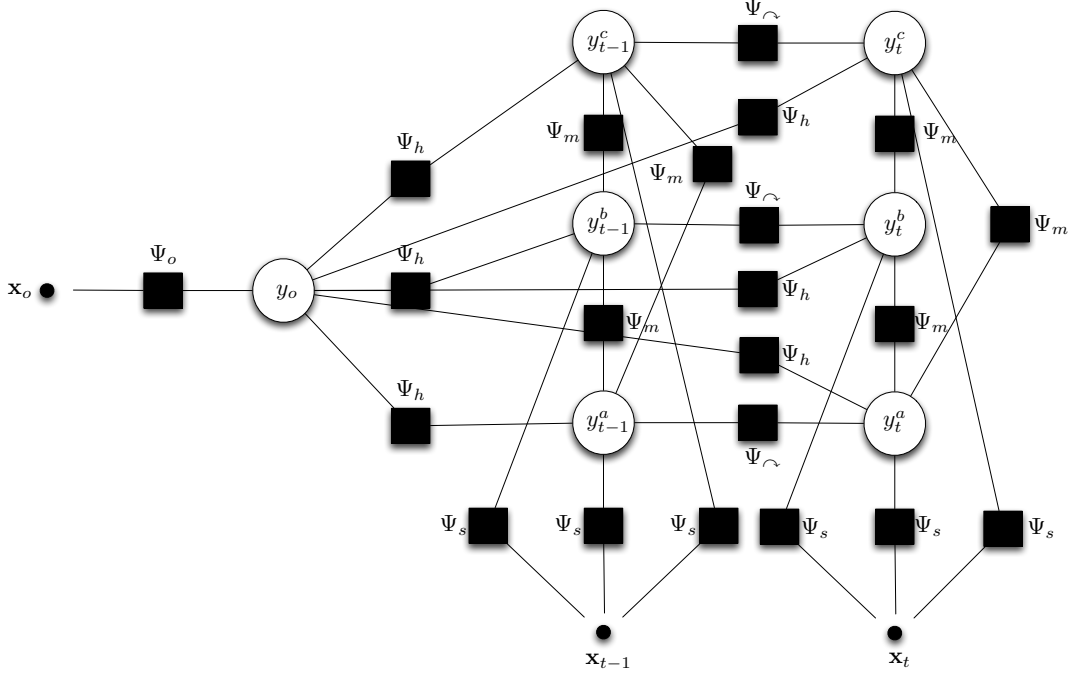 Ψ↷
y^c_{t−1} y^c_t
Ψ_h
Ψ_m Ψ_m
Ψ_h
Ψ_m
Ψ↷
y^b_{t−1} y^b_t Ψ_m
Ψ_o Ψ_h
x_o y_o Ψ_h
Ψ_m Ψ_m
Ψ_h
Ψ_h
y^a_{t−1} y^a_t
Ψ↷
Ψ_s Ψ_s Ψ_s Ψ_s Ψ_s Ψ_s
x_{t−1} x_t